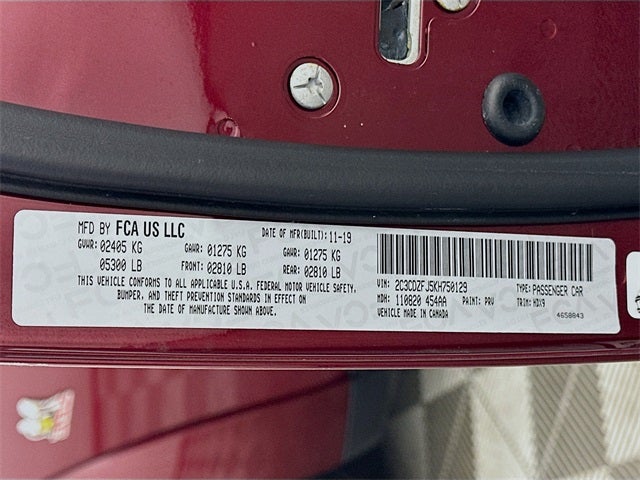 MFD BY FCA US LLC DATE OF MFR(BUILT): 11-19
GVWR: 02405 KG GAWR: 01275 KG GAWR: 01275 KG
05300 LB FRONT: 02810 LB REAR: 02810 LB
THIS VEHICLE CONFORMS TO ALL APPLICABLE U.S.A. FEDERAL MOTOR VEHICLE SAFETY,
BUMPER, AND THEFT PREVENTION STANDARDS IN EFFECT ON
THE DATE OF MANUFACTURE SHOWN ABOVE.
VIN: 2C3CDZFJ5KH750129 TYPE: PASSENGER CAR
MDH: 110820 454AA PAINT: PRV TRIM: HDX9
VEHICLE MADE IN CANADA 4658843